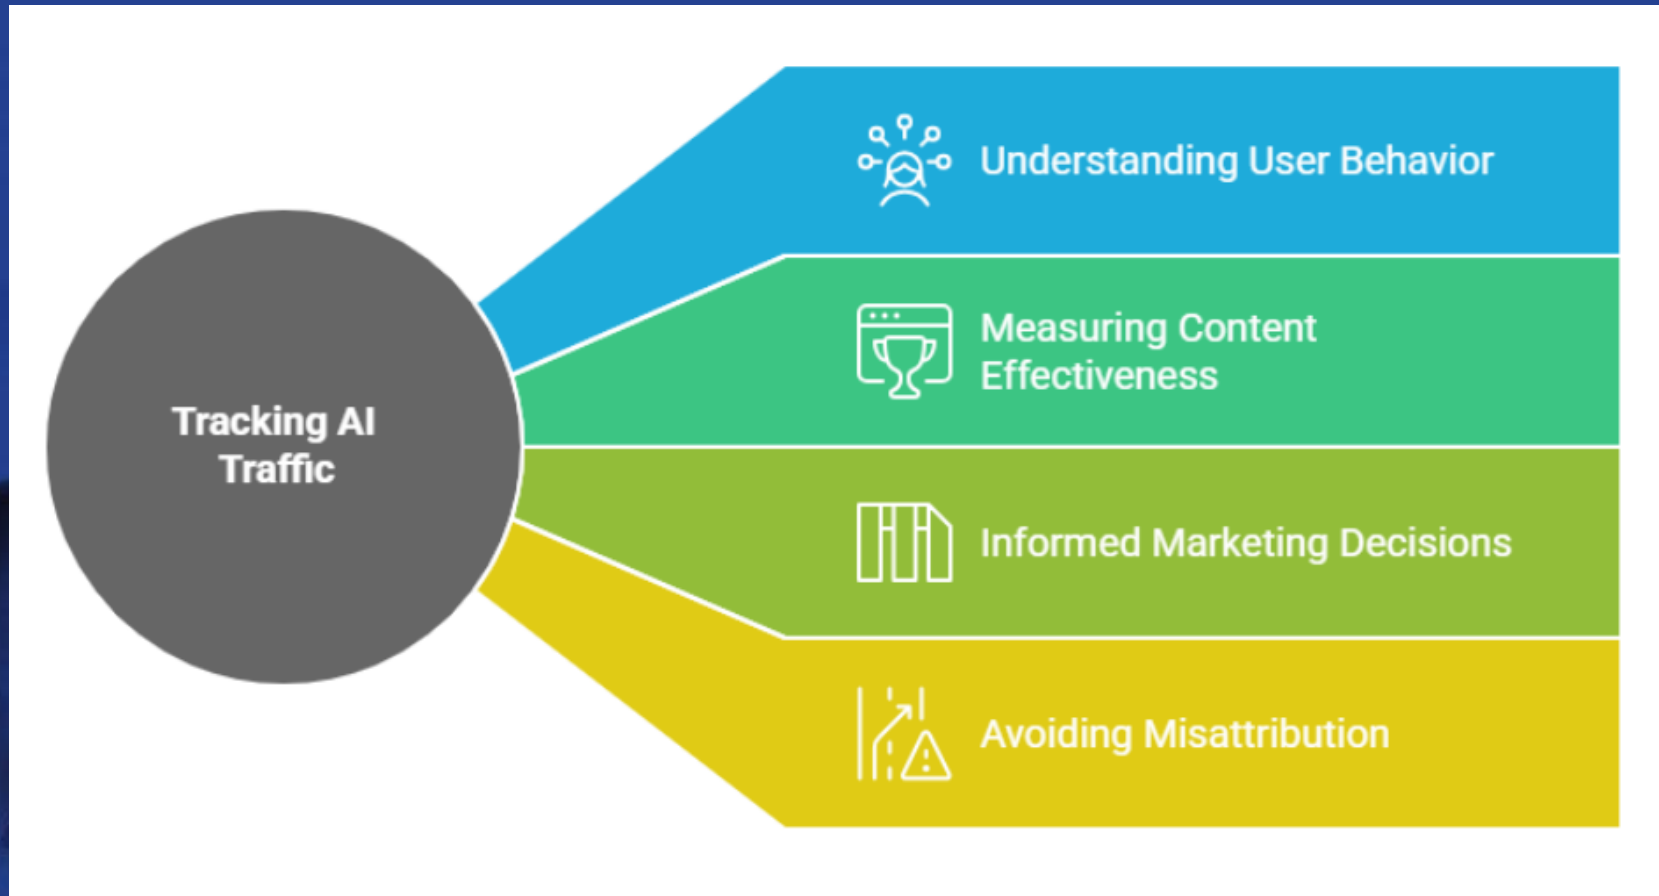 Tracking AI
Traffic
Understanding User Behavior
Measuring Content
Effectiveness
Informed Marketing Decisions
Avoiding Misattribution